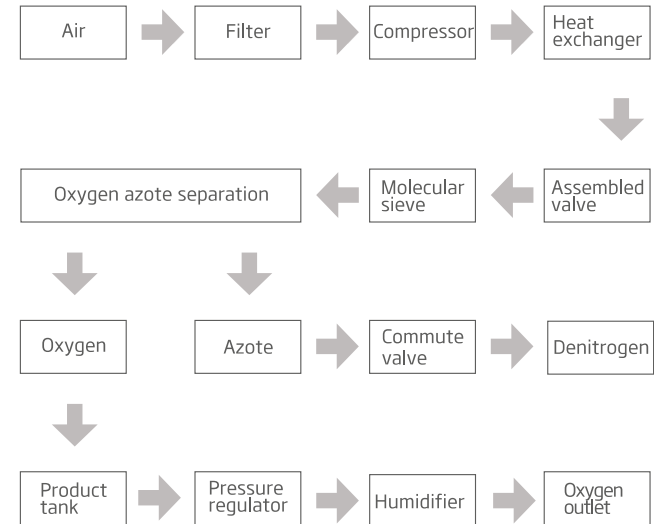 Air
Filter
Compressor
Heat
exchanger
Oxygen azote separation
Molecular
sieve
Assembled
valve
Oxygen
Azote
Commute
valve
Denitrogen
Product
tank
Pressure
regulator
Humidifier
Oxygen
outlet